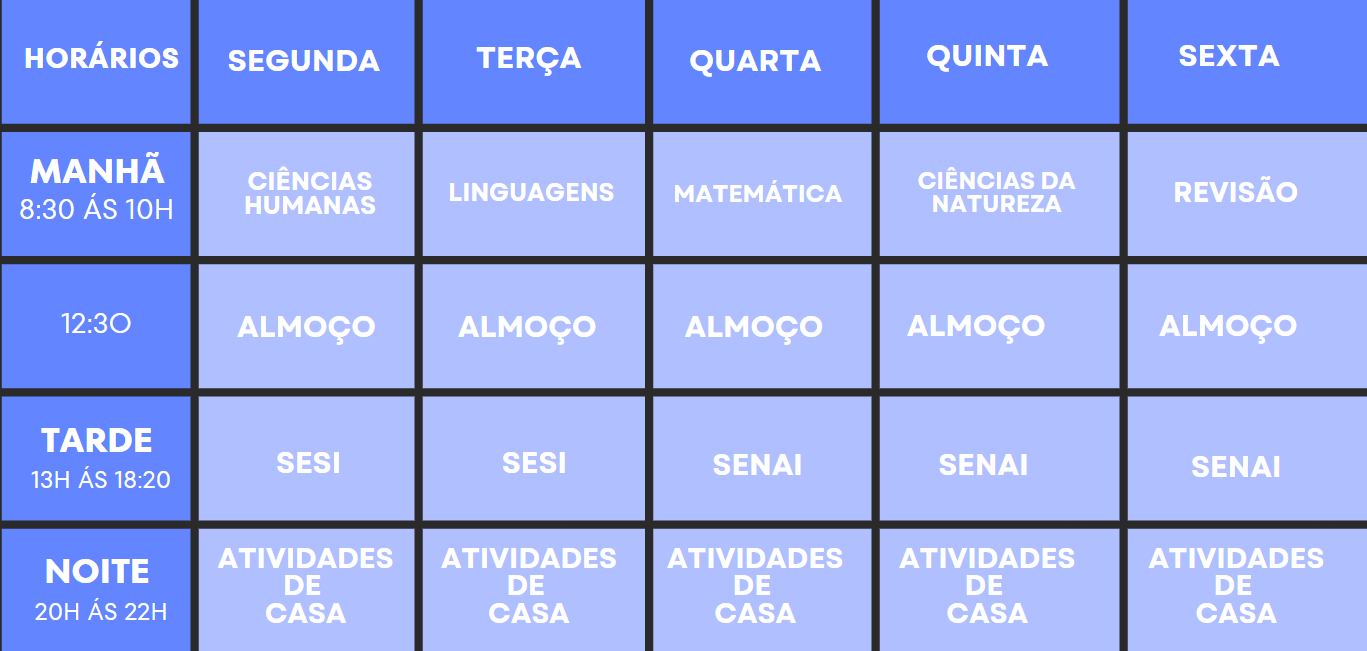 HORÁRIOS SEGUNDA TERÇA QUARTA QUINTA SEXTA
MANHÃ
8:30 ÁS 10H
CIÊNCIAS
HUMANAS
LINGUAGENS
MATEMÁTICA
CIÊNCIAS DA
NATUREZA
REVISÃO
12:3O
ALMOÇO ALMOÇO ALMOÇO ALMOÇO ALMOÇO
TARDE
13H ÁS 18:20
SESI SESI SENAI SENAI SENAI
NOITE
20H ÁS 22H
ATIVIDADES
DE
CASA
ATIVIDADES
DE
CASA
ATIVIDADES
DE
CASA
ATIVIDADES
DE
CASA
ATIVIDADES
DE
CASA